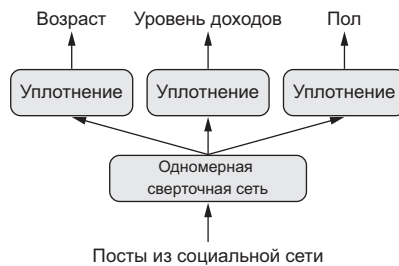 Возраст Уровень доходов Пол
Уплотнение Уплотнение Уплотнение
Одномерная
сверточная сеть
Посты из социальной сети